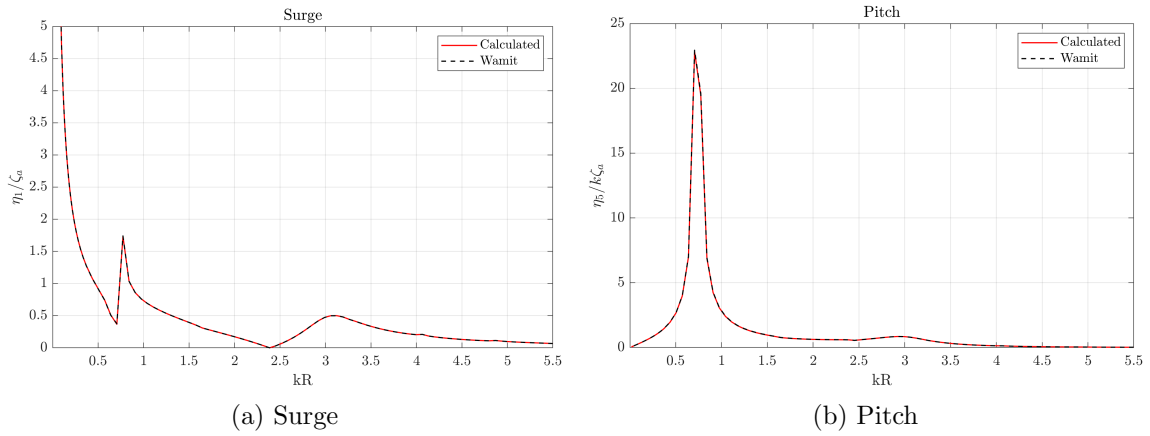 Surge
5
4.5
4
3.5
3
2.5
2
1.5
1
0.5
0
η₁/ζₐ
Calculated
Wamit
0.5 1 1.5 2 2.5 3 3.5 4 4.5 5 5.5
kR
(a) Surge
Pitch
25
20
15
10
5
0
η₅/kζₐ
Calculated
Wamit
0.5 1 1.5 2 2.5 3 3.5 4 4.5 5 5.5
kR
(b) Pitch